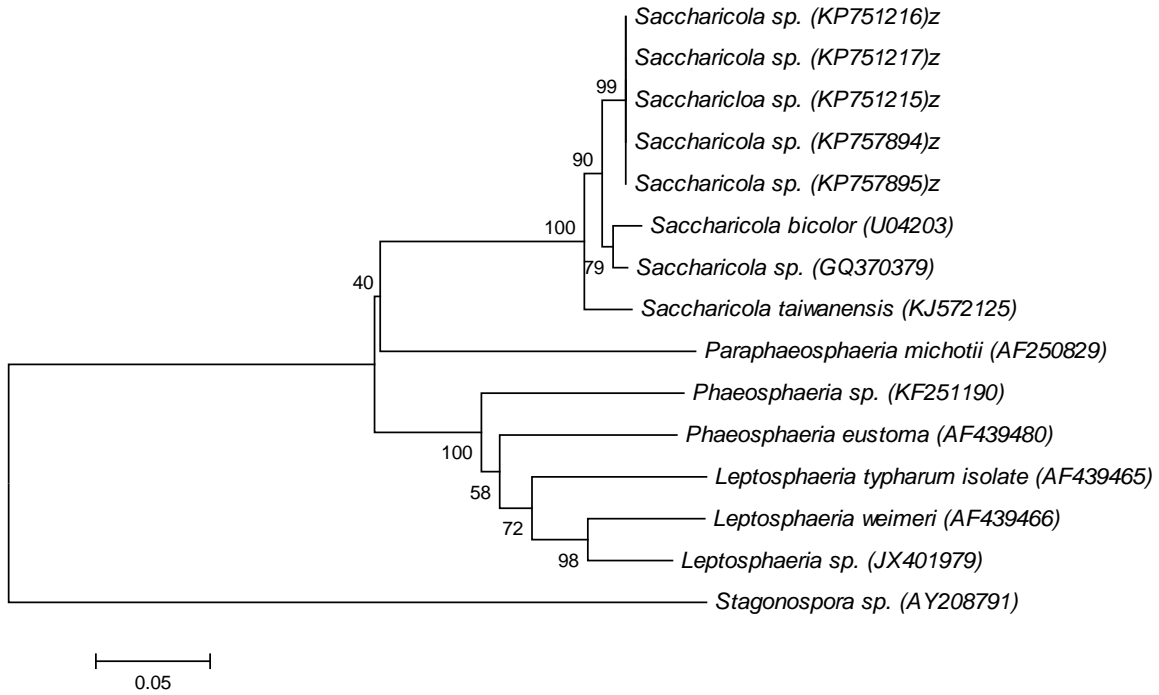 Saccharicola sp. (KP751216)z
Saccharicola sp. (KP751217)z
99
Saccharicloa sp. (KP751215)z
Saccharicola sp. (KP757894)z
90
Saccharicola sp. (KP757895)z
Saccharicola bicolor (U04203)
100
79
Saccharicola sp. (GQ370379)
40
Saccharicola taiwanensis (KJ572125)
Paraphaeosphaeria michotii (AF250829)
Phaeosphaeria sp. (KF251190)
Phaeosphaeria eustoma (AF439480)
100
Leptosphaeria typharum isolate (AF439465)
58
Leptosphaeria weimeri (AF439466)
72
Leptosphaeria sp. (JX401979)
98
Stagonospora sp. (AY208791)
0.05